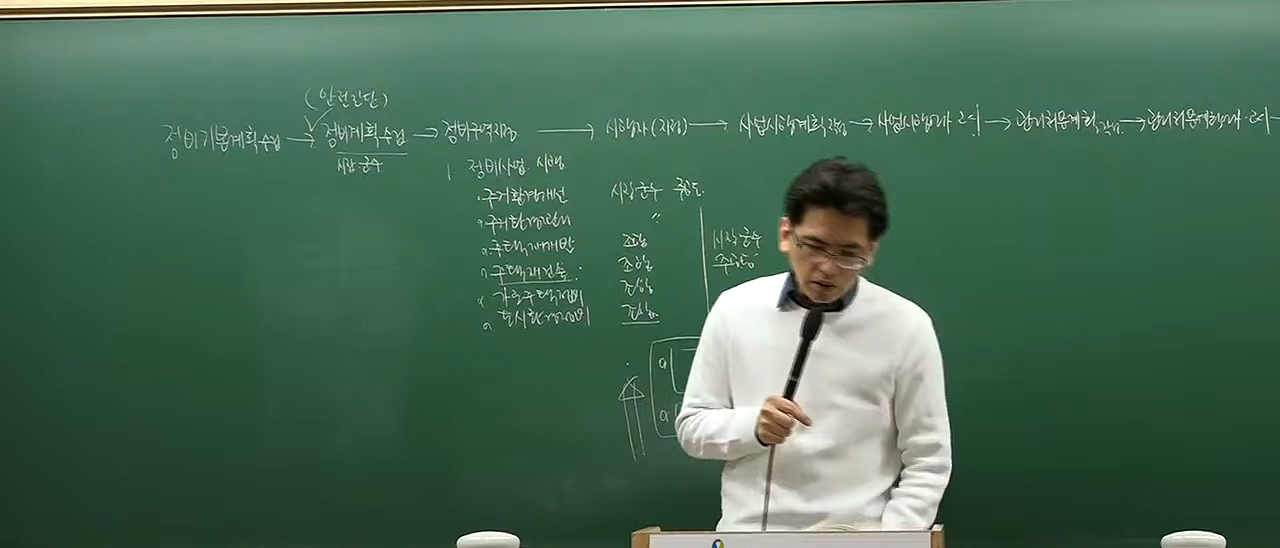 (안전진단)
정비기본계획수립 → 정비계획수립 → 정비구역지정 → 시행자(지정) → 사업시행계획작성 → 사업시행인가 고시 → 관리처분계획 작성 → 관리처분계획인가 고시 →
시장·군수
1 정비사업 시행
·주거환경개선 시장·군수 주공등
·주거환경관리 "
·주택재개발 조합 시장·군수
·주택재건축 조합 주공등
·가로주택정비 조합
·도시환경정비 조합
a
a